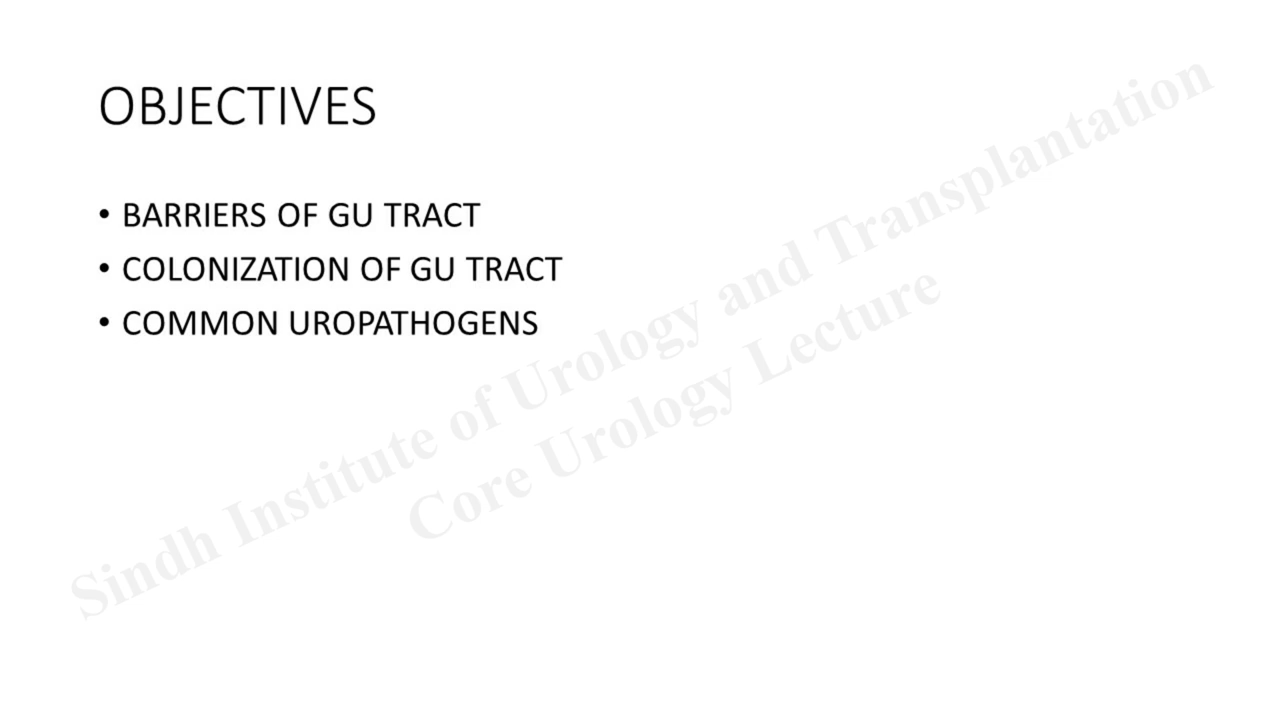 OBJECTIVES
• BARRIERS OF GU TRACT
• COLONIZATION OF GU TRACT
• COMMON UROPATHOGENS
Sindh Institute of Urology and Transplantation
Core Urology Lecture